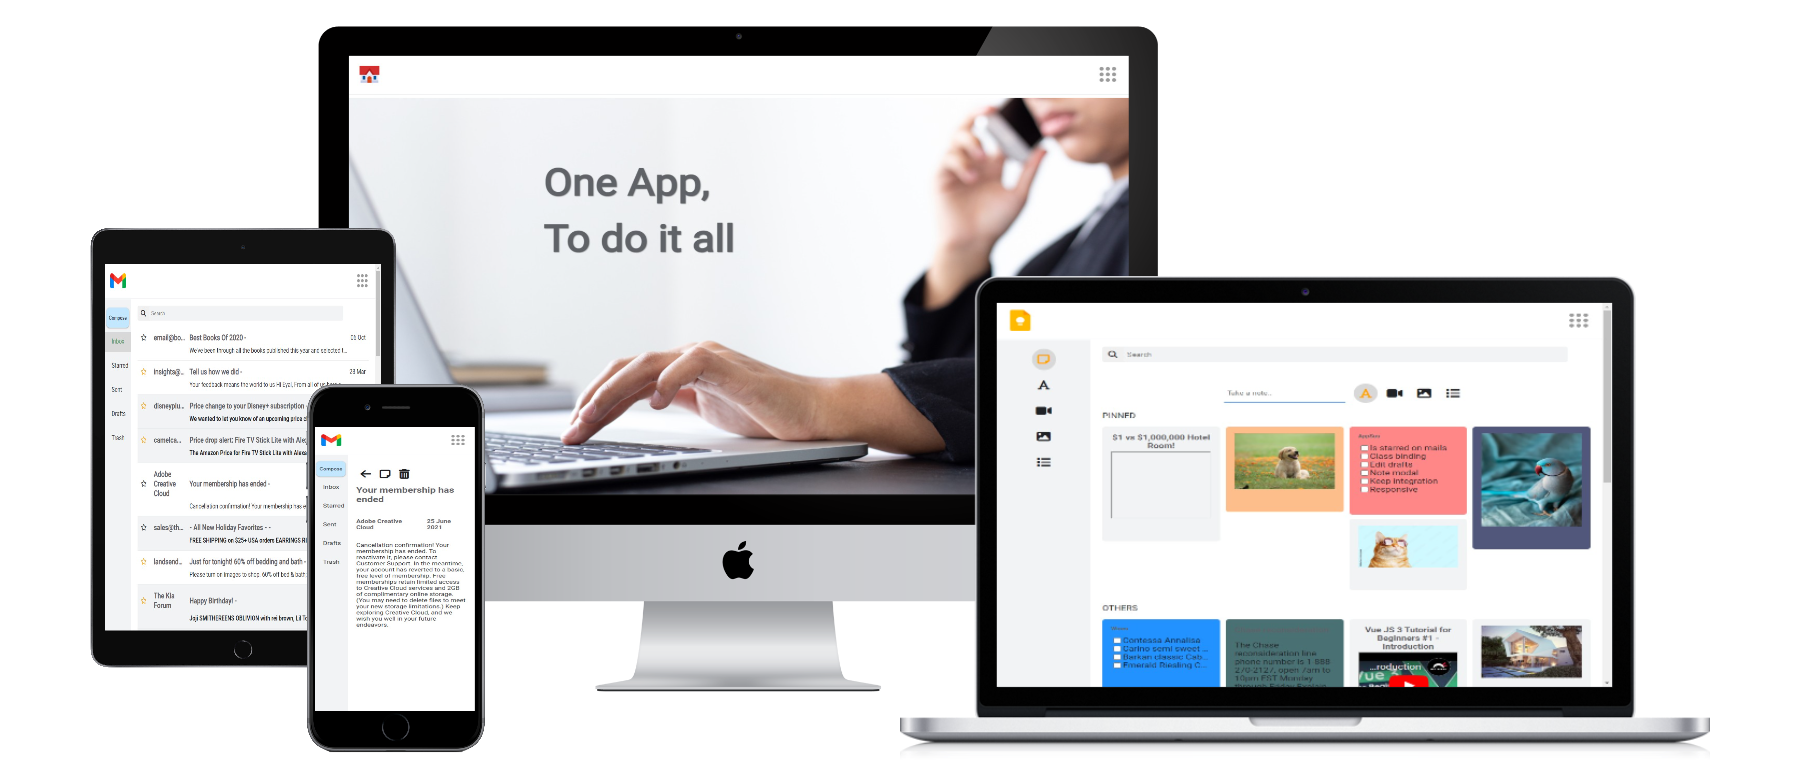 One App,
To do it all
Compose
Inbox
Starred
Sent
Drafts
Trash
Search
email@bo... Best Books Of 2020 - 05 Oct
We've been through all the books published this year and selected t...
insights@... Tell us how we did - 23 Mar
Your feedback means the world to us Hi Eyal, From all of us
disneyplu... Price change to your Disney+ subscription
We wanted to let you know of an upcoming price
camelca... Price drop alert: Fire TV Stick Lite with
The Amazon Price for Fire TV Stick Lite with Alexa
Adobe
Creative
Cloud
Your membership has ended -
Cancellation confirmation! Your membership has
sales@th... - All New Holiday Favorites - -
FREE SHIPPING on $25+ USA orders EARRINGS
landsend... Just for tonight! 60% off bedding and bath -
Please turn on images to shop. 60% off bed & bath
The Kia
Forum
Happy Birthday! -
Joji SMITHEREENS OBLIVION with rei brown, Lil
Compose
Inbox
Starred
Sent
Drafts
Trash
Your membership has
ended
Adobe Creative
Cloud
25 June
2021
Cancellation confirmation! Your
membership has ended. To
reactivate it, please contact
Customer Support. In the meantime,
your account has reverted to a basic,
free level of membership. Free
memberships retain limited access
to Creative Cloud services and 2GB
of complimentary online storage.
(You may need to delete files to meet
your new storage limitations.) Keep
exploring Creative Cloud, and we
wish you well in your future
endeavors.
Search
Take a note..
PINNED
$1 vs $1,000,000 Hotel
Room!
AppSus
Is starred on mails
Class binding
Edit drafts
Note modal
Keep integration
Responsive
OTHERS
Contessa Annalisa
Carino semi sweet ...
Barkan classic Cab...
Emerald Riesling C...
The Chase
reconsideration line
phone number is 1 888
270-2127, open 7am to
10pm EST Monday
through Friday
Vue JS 3 Tutorial for
Beginners #1 -
Introduction
...roduction